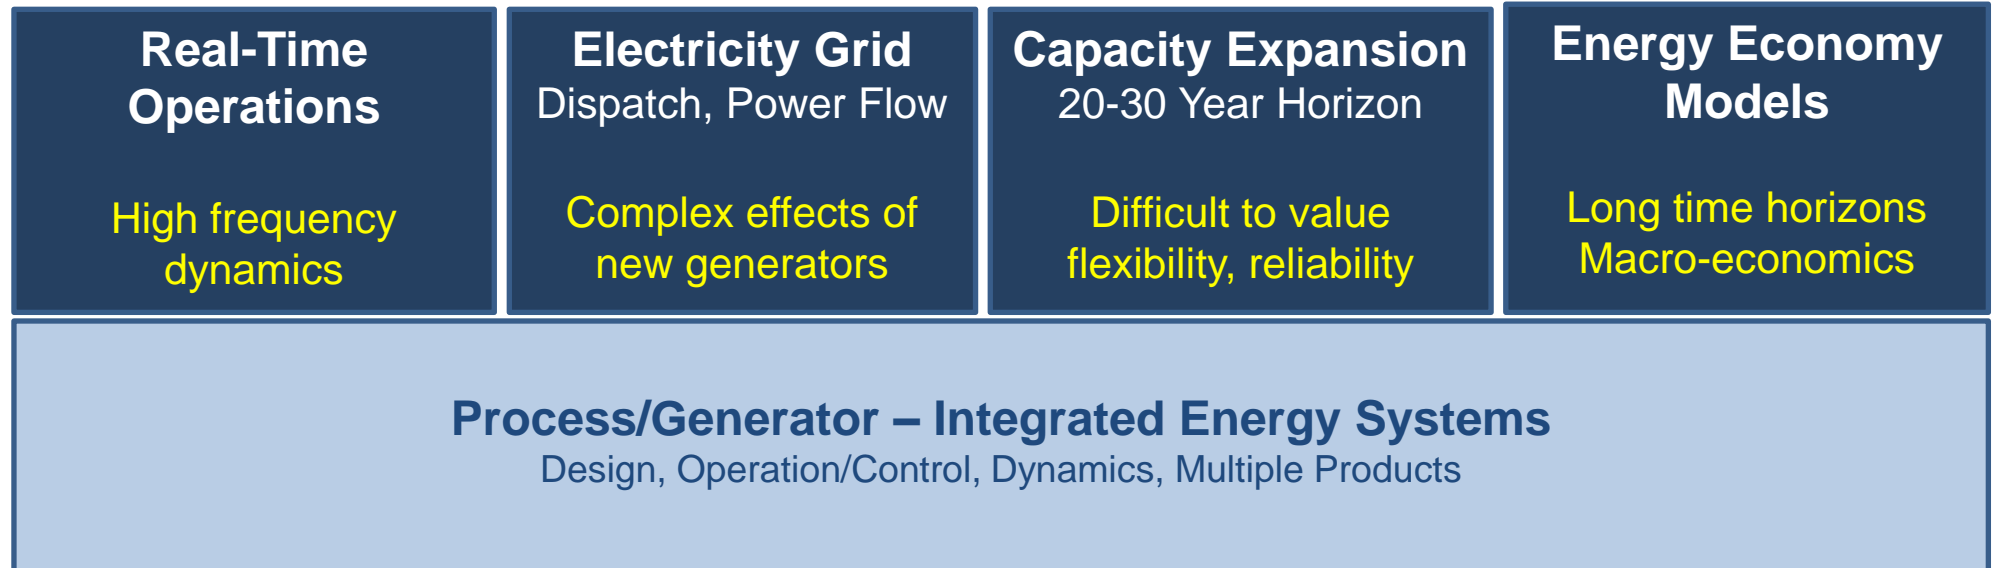 Real-Time
Operations
High frequency
dynamics
Electricity Grid
Dispatch, Power Flow
Complex effects of
new generators
Capacity Expansion
20-30 Year Horizon
Difficult to value
flexibility, reliability
Energy Economy
Models
Long time horizons
Macro-economics
Process/Generator – Integrated Energy Systems
Design, Operation/Control, Dynamics, Multiple Products